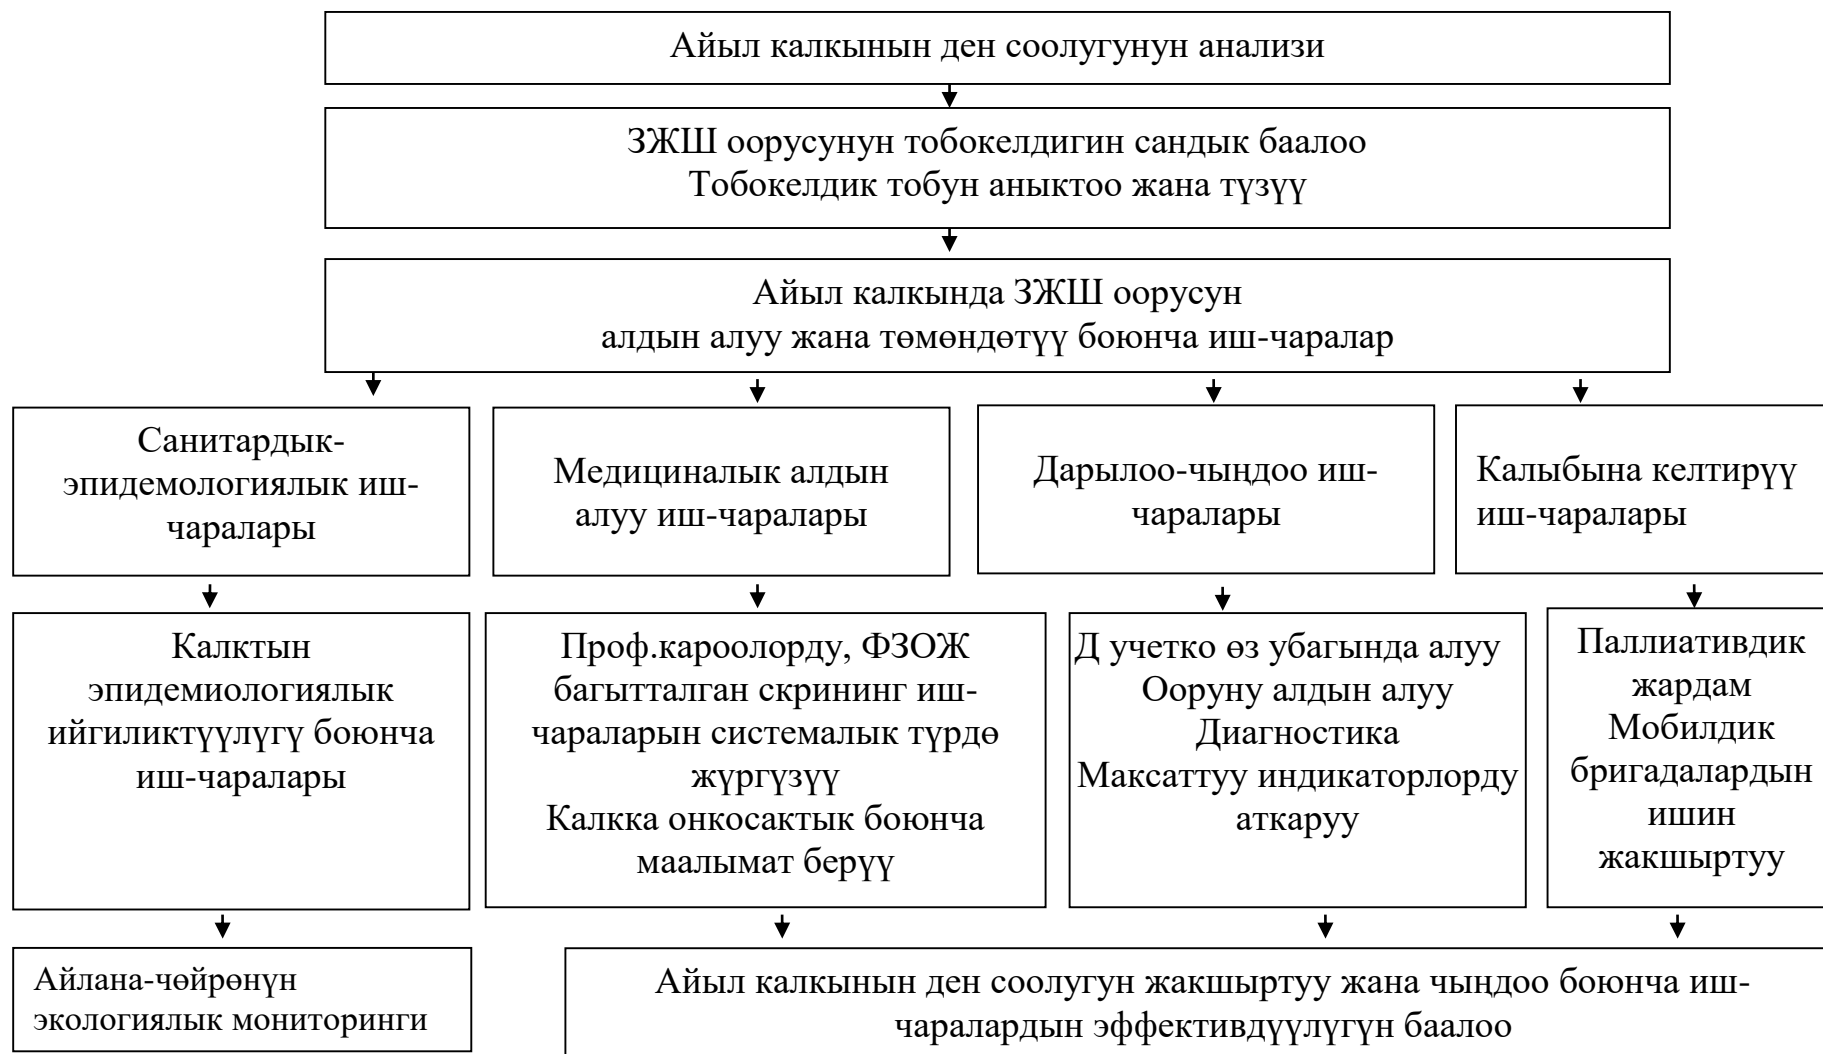 Айыл калкынын ден соолугунун анализи
ЗЖШ оорусунун тобокелдигин сандык баалоо
Тобокелдик тобун аныктоо жана түзүү
Айыл калкында ЗЖШ оорусун
алдын алуу жана төмөндөтүү боюнча иш-чаралар
Санитардык-
эпидемологиялык иш-
чаралары
Медициналык алдын
алуу иш-чаралары
Дарылоо-чыңдоо иш-
чаралары
Калыбына келтирүү
иш-чаралары
Калктын
эпидемиологиялык
ийгиликтүүлүгү боюнча
иш-чаралары
Проф.кароолорду, ФЗОЖ
багытталган скрининг иш-
чараларын системалык түрдө
жүргүзүү
Калкка онкосактык боюнча
маалымат берүү
Д учетко өз убагында алуу
Ооруну алдын алуу
Диагностика
Максаттуу индикаторлорду
аткаруу
Паллиативдик
жардам
Мобилдик
бригадалардын
ишин
жакшыртуу
Айлана-чөйрөнүн
экологиялык мониторинги
Айыл калкынын ден соолугун жакшыртуу жана чыңдоо боюнча иш-
чаралардын эффективдүүлүгүн баалоо